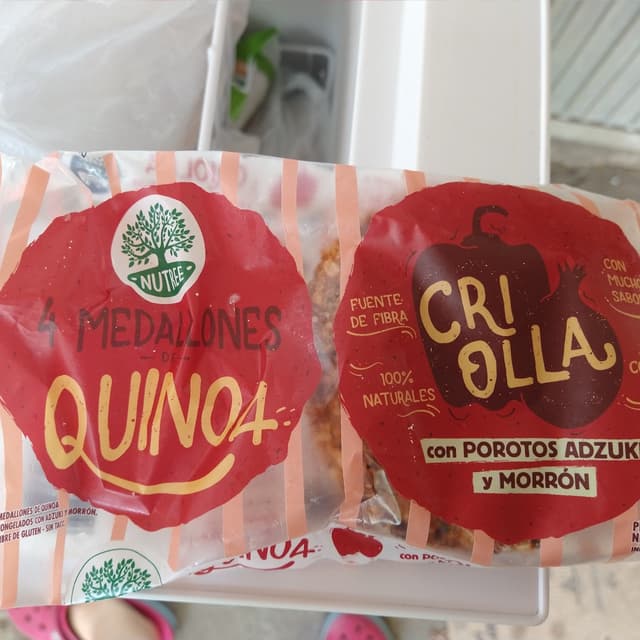 NUTREE
4 MEDALLONES
DE
QUINOA
MEDALLONES DE QUINOA
CONGELADOS CON ADZUKI Y MORRÓN.
LIBRE DE GLUTEN - SIN TACC
FUENTE
DE FIBRA
100%
NATURALES
CRI
OLLA
CON
MUCHO
SABOR
con POROTOS ADZUKI
y MORRÓN
QUINOA